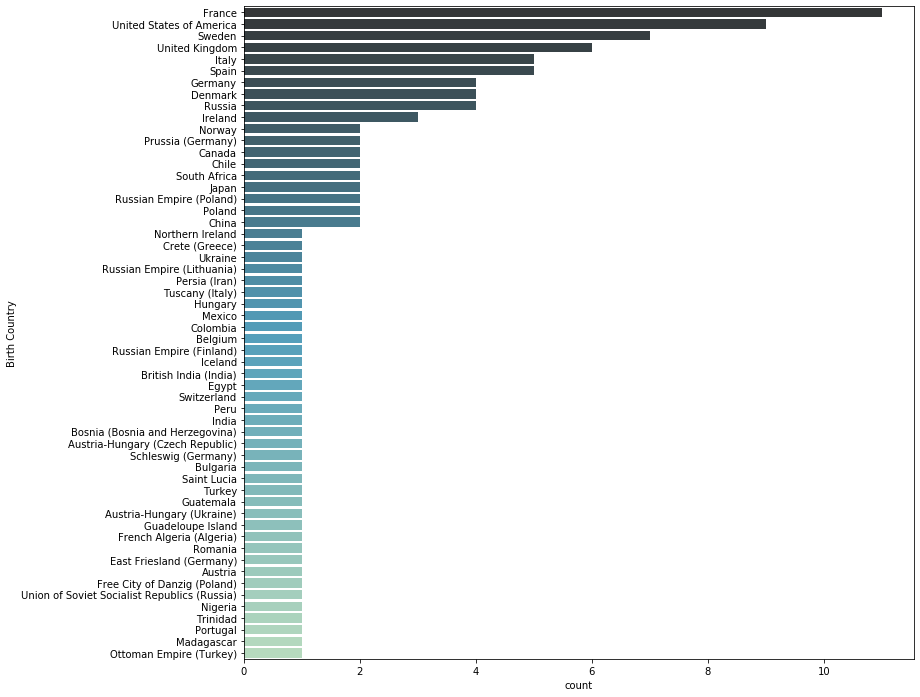 France
United States of America
Sweden
United Kingdom
Italy
Spain
Germany
Denmark
Russia
Ireland
Norway
Prussia (Germany)
Canada
Chile
South Africa
Japan
Russian Empire (Poland)
Poland
China
Northern Ireland
Crete (Greece)
Ukraine
Russian Empire (Lithuania)
Persia (Iran)
Tuscany (Italy)
Hungary
Mexico
Colombia
Belgium
Russian Empire (Finland)
Iceland
British India (India)
Egypt
Switzerland
Peru
India
Bosnia (Bosnia and Herzegovina)
Austria-Hungary (Czech Republic)
Schleswig (Germany)
Bulgaria
Saint Lucia
Turkey
Guatemala
Austria-Hungary (Ukraine)
Guadeloupe Island
French Algeria (Algeria)
Romania
East Friesland (Germany)
Austria
Free City of Danzig (Poland)
Union of Soviet Socialist Republics (Russia)
Nigeria
Trinidad
Portugal
Madagascar
Ottoman Empire (Turkey)
Birth Country
0 2 4 6 8 10
count